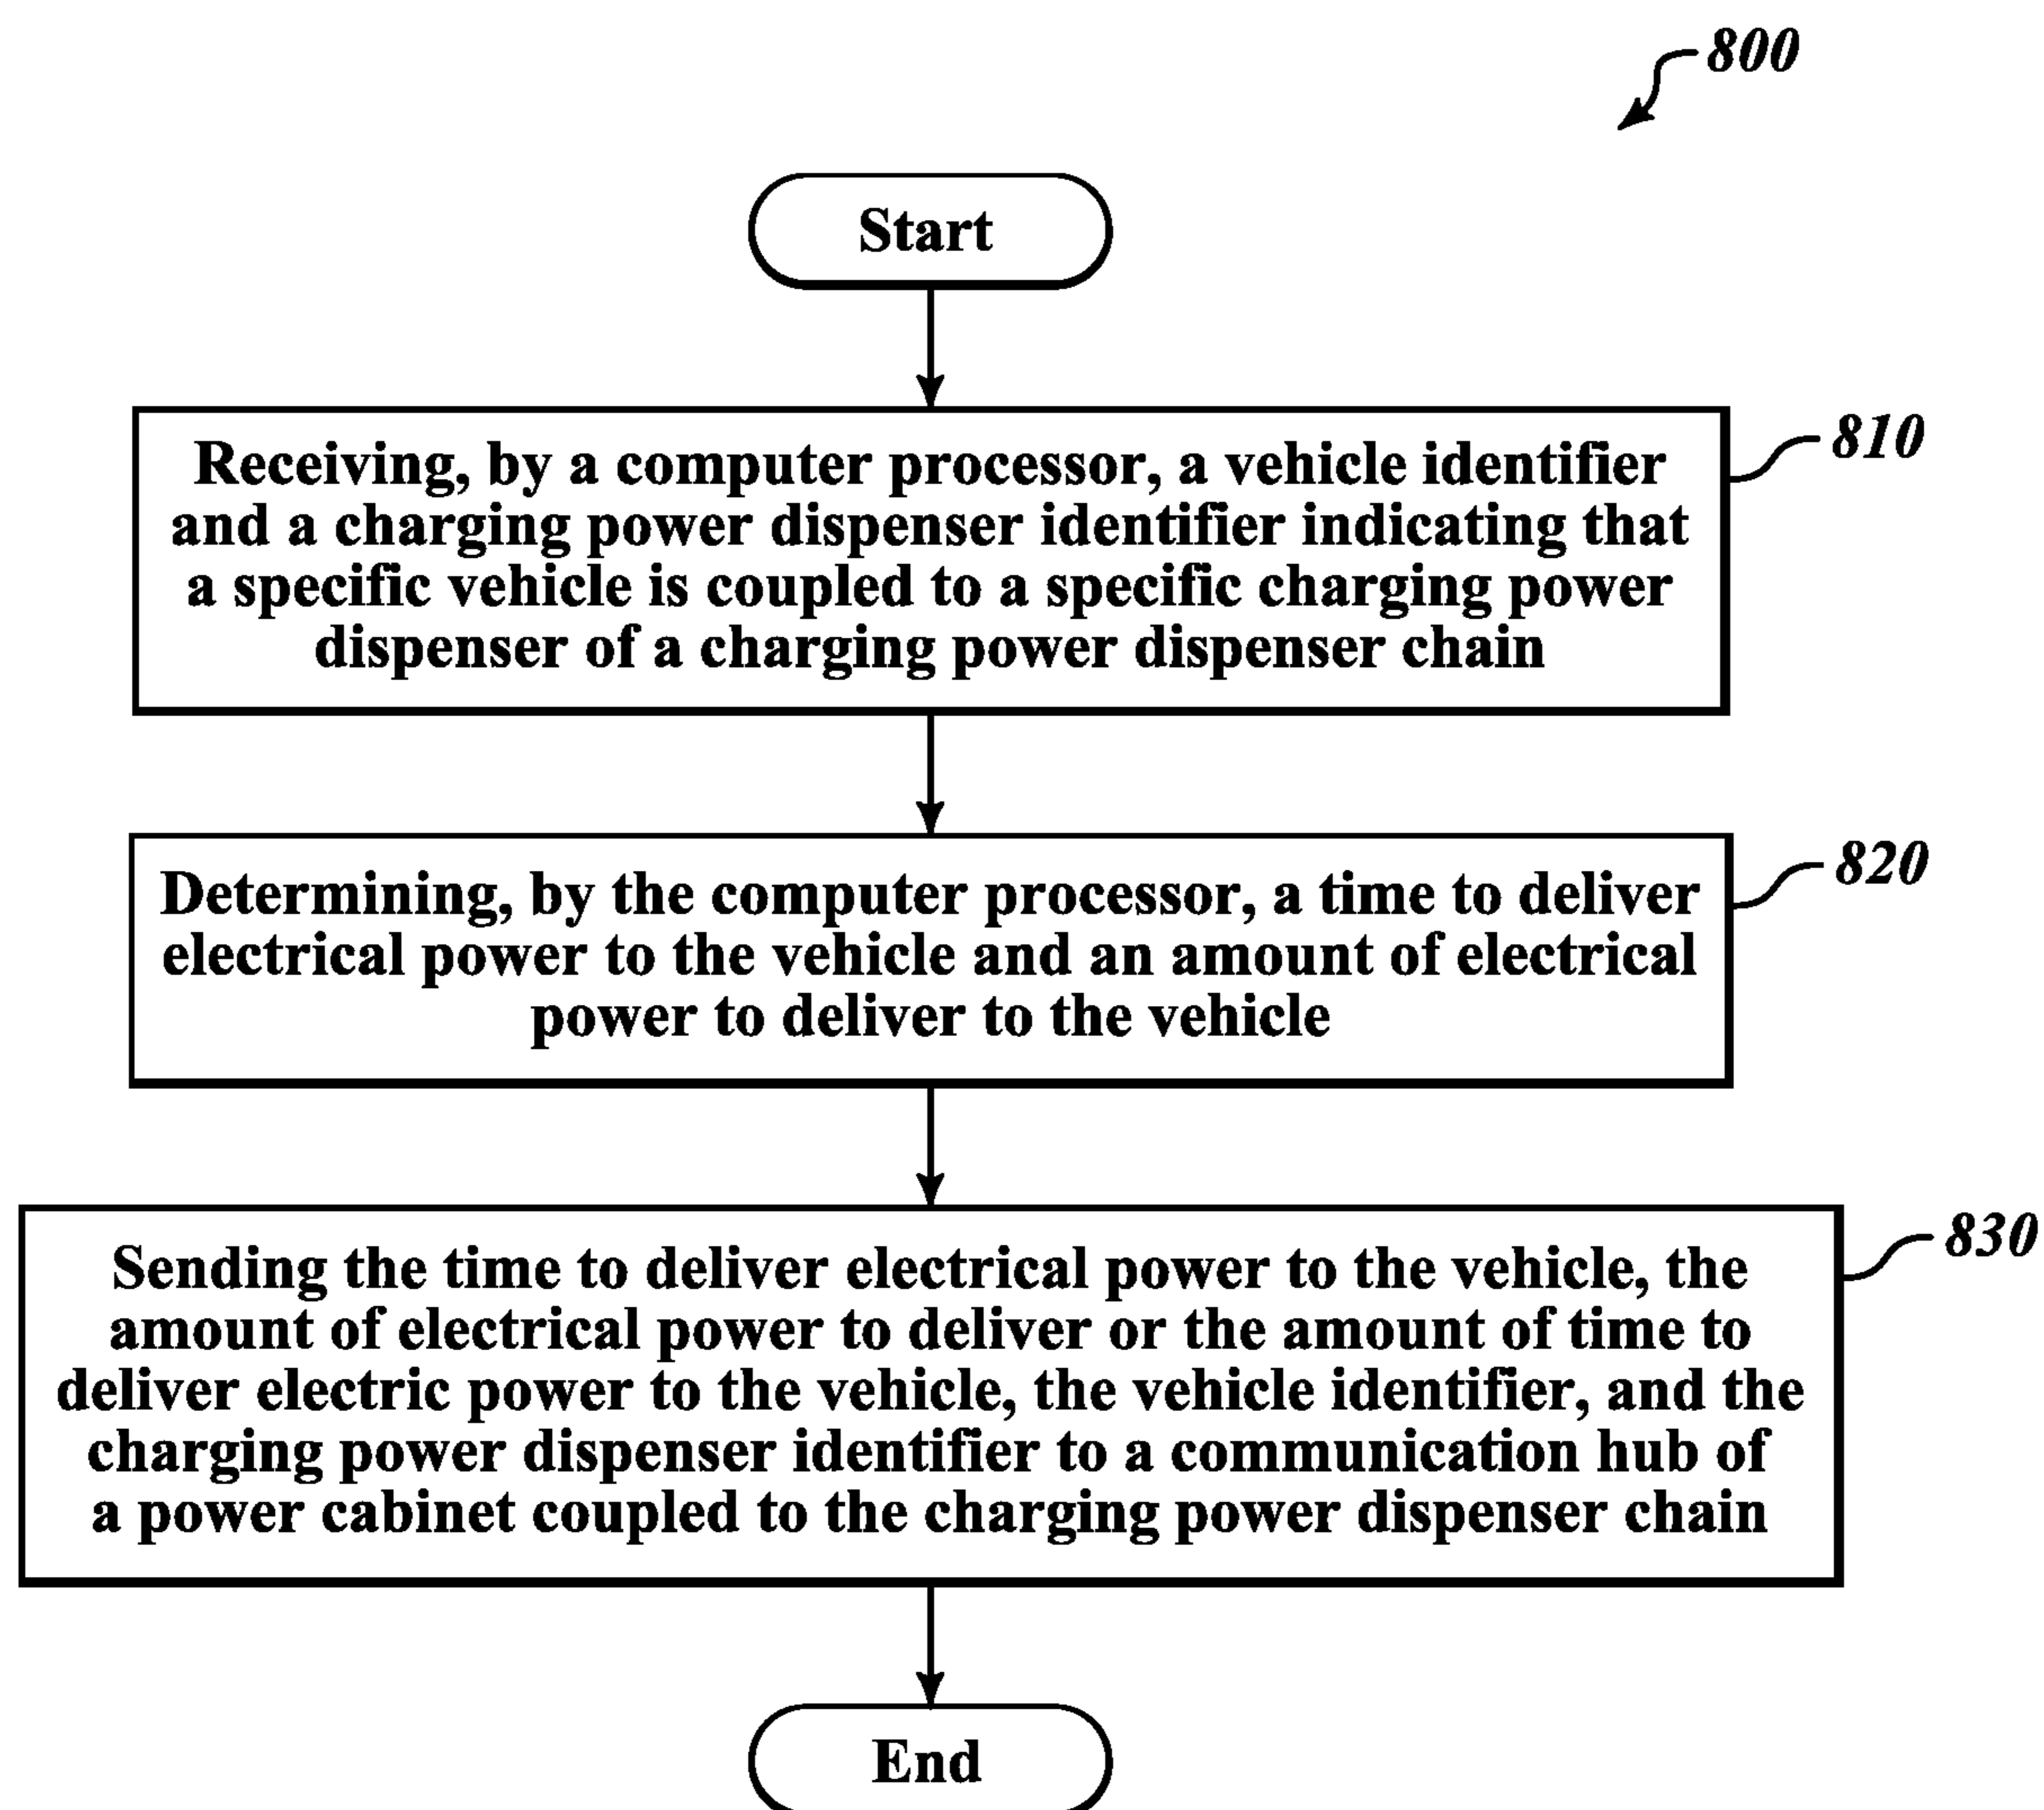 800
Start
Receiving, by a computer processor, a vehicle identifier
and a charging power dispenser identifier indicating that
a specific vehicle is coupled to a specific charging power
dispenser of a charging power dispenser chain
810
Determining, by the computer processor, a time to deliver
electrical power to the vehicle and an amount of electrical
power to deliver to the vehicle
820
Sending the time to deliver electrical power to the vehicle, the
amount of electrical power to deliver or the amount of time to
deliver electric power to the vehicle, the vehicle identifier, and the
charging power dispenser identifier to a communication hub of
a power cabinet coupled to the charging power dispenser chain
830
End